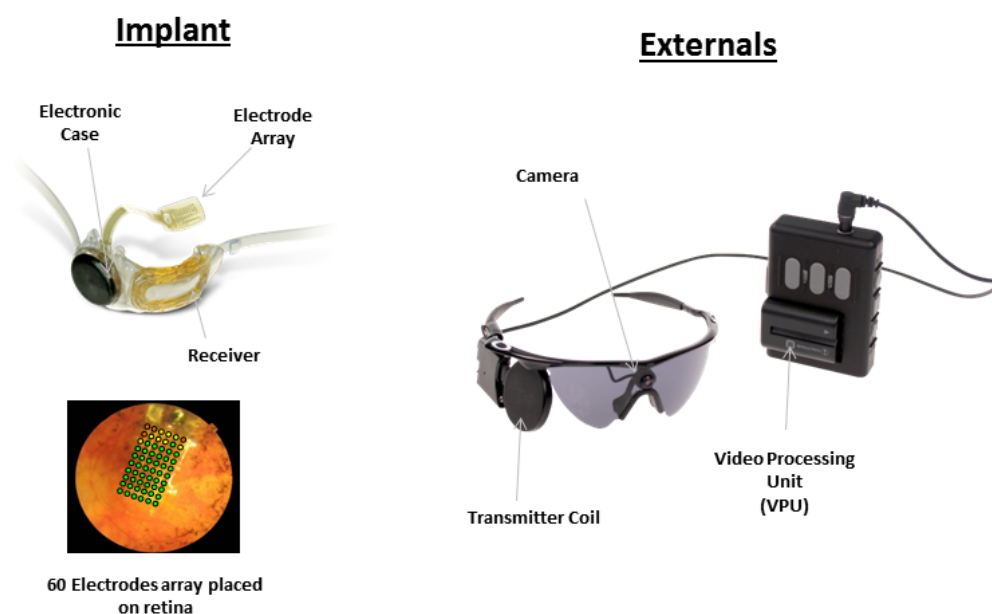 Implant
Externals
Electronic
Case
Electrode
Array
Receiver
60 Electrodes array placed
on retina
Camera
Transmitter Coil
Video Processing
Unit
(VPU)